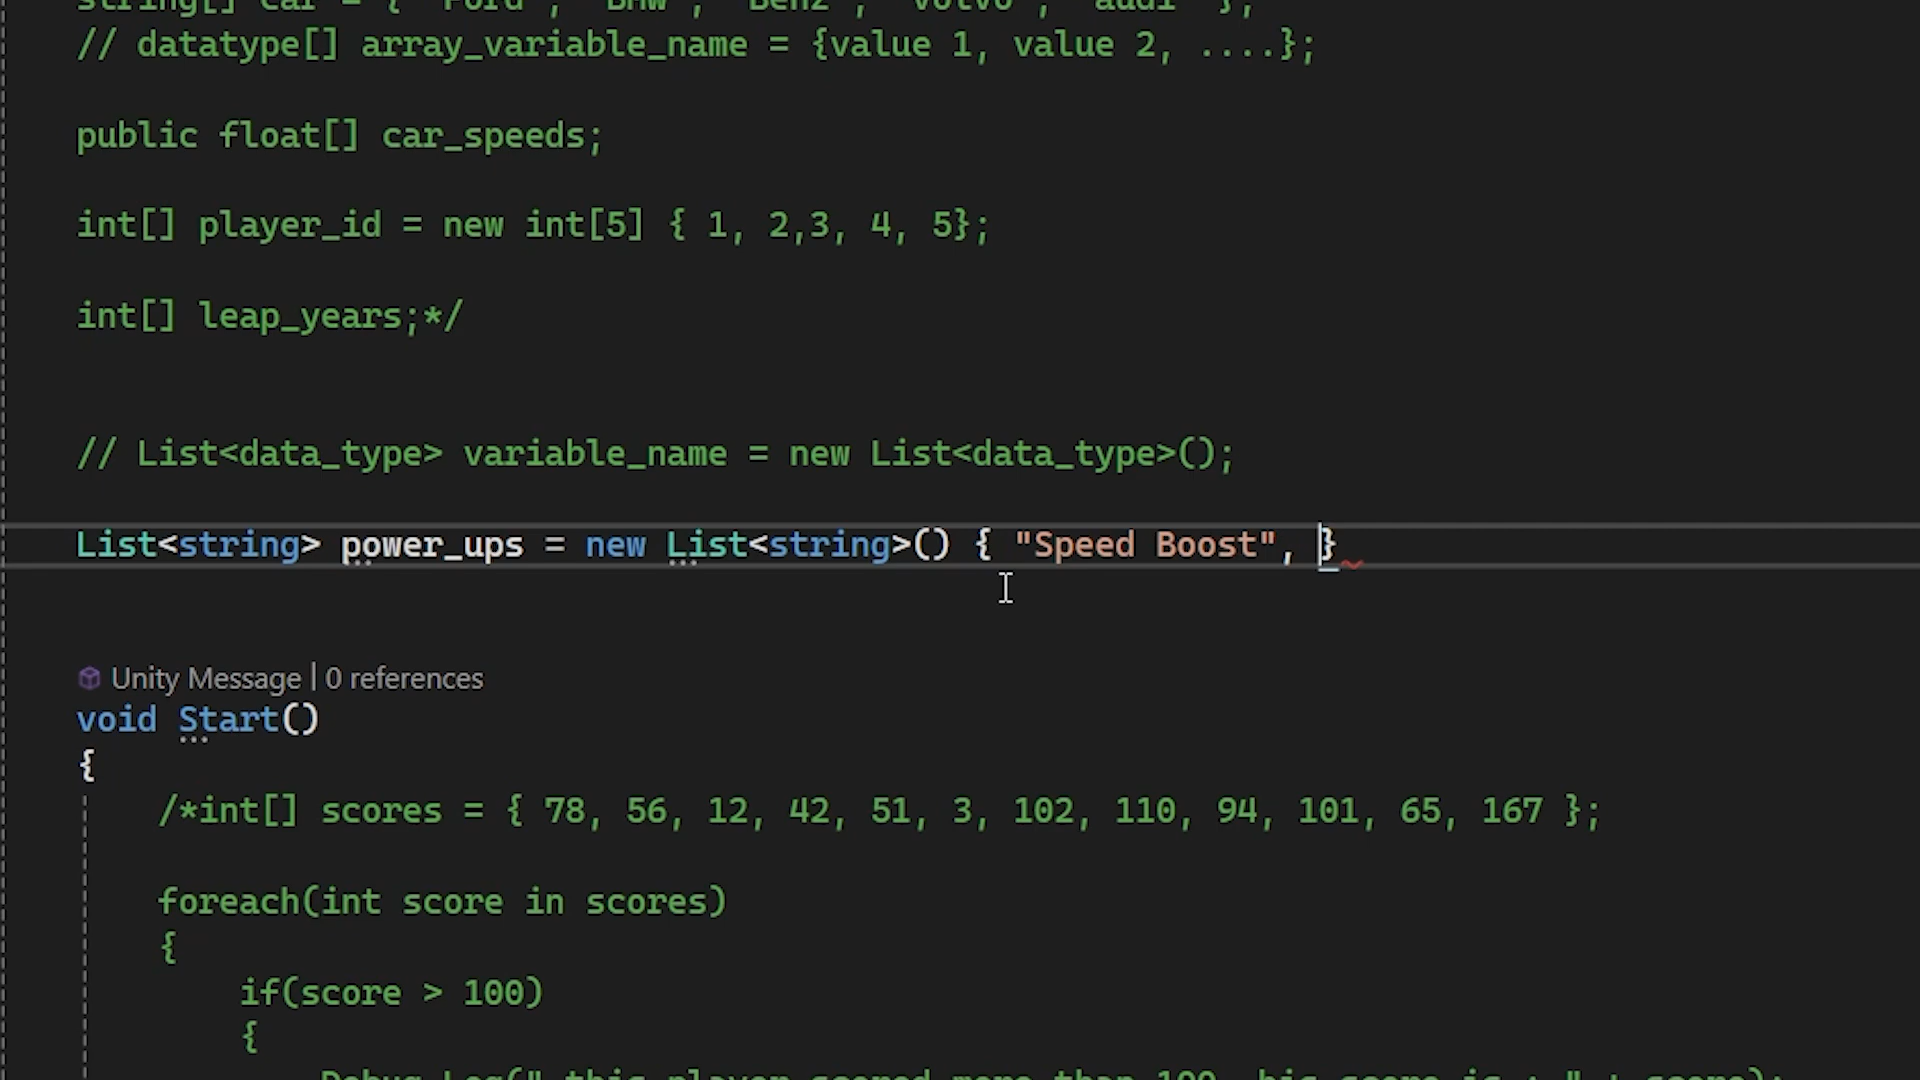 string[] car = { "Ford", "BMW", "Benz", "Volvo", "audi" };
// datatype[] array_variable_name = {value 1, value 2, ....};
public float[] car_speeds;
int[] player_id = new int[5] { 1, 2,3, 4, 5};
int[] leap_years;*/
// List<data_type> variable_name = new List<data_type>();
List<string> power_ups = new List<string>() { "Speed Boost", }
Unity Message | 0 references
void Start()
{
/*int[] scores = { 78, 56, 12, 42, 51, 3, 102, 110, 94, 101, 65, 167 };
foreach(int score in scores)
{
if(score > 100)
{
Debug.Log(" this player scored more than 100, his score is : " + score);